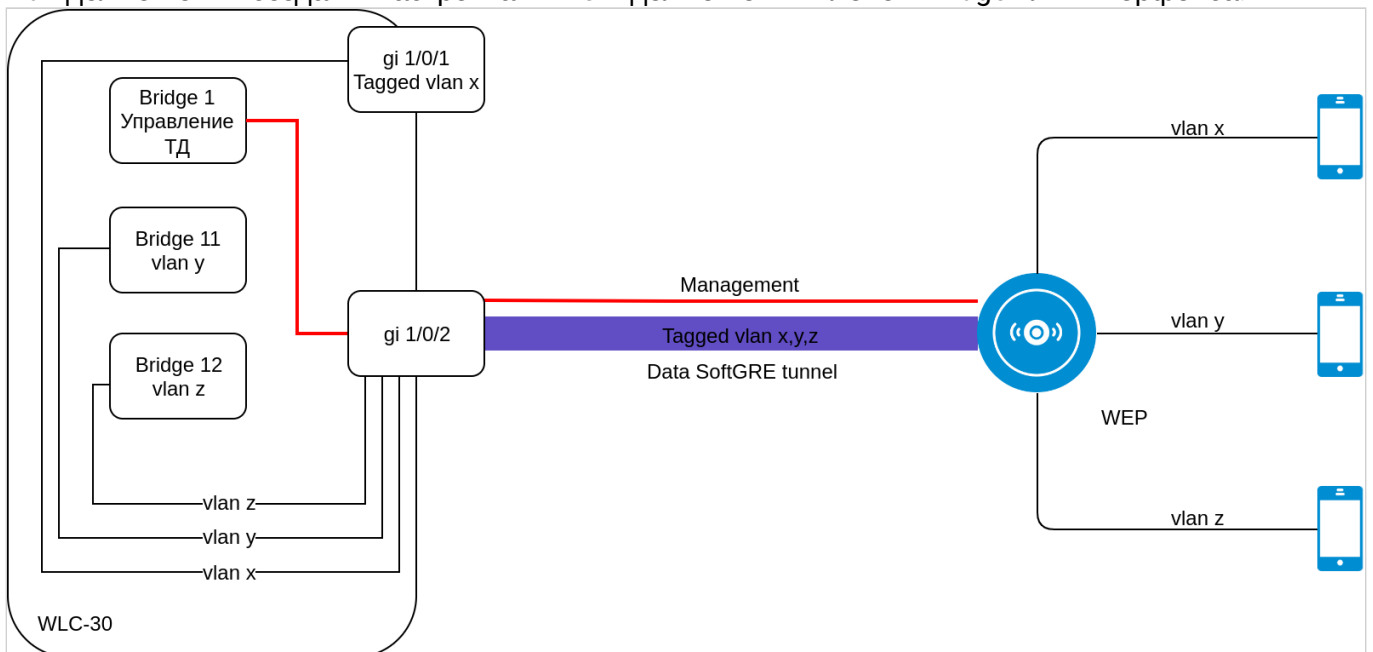 gi 1/0/1
Tagged vlan x
Bridge 1
Управление
ТД
Bridge 11
vlan y
Bridge 12
vlan z
gi 1/0/2
vlan z
vlan y
vlan x
WLC-30
Management
Tagged vlan x,y,z
Data SoftGRE tunnel
WEP
vlan x
vlan y
vlan z